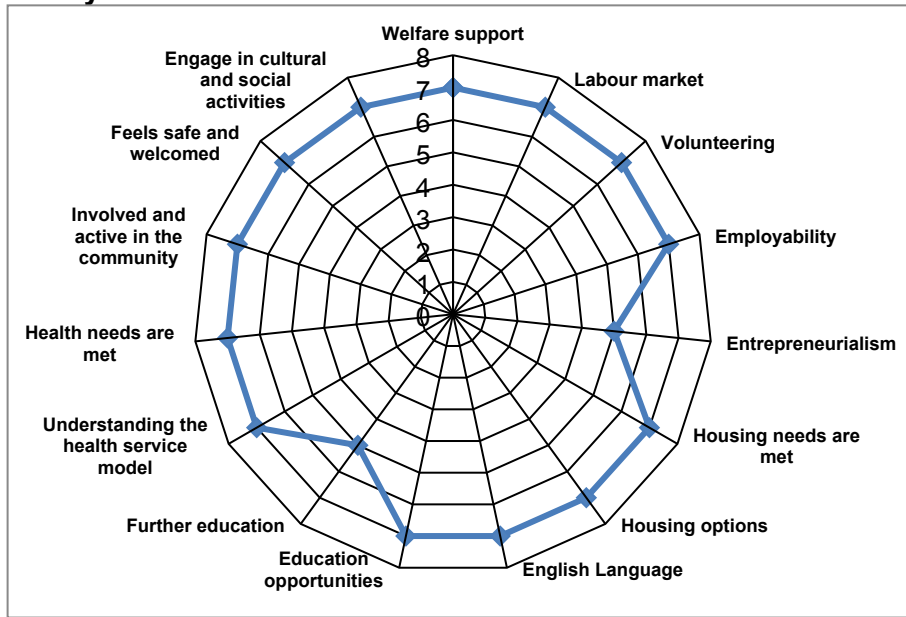 Welfare support
Labour market
Volunteering
Employability
Entrepreneurialism
Housing needs are
met
Housing options
English Language
Education
opportunities
Further education
Understanding the
health service
model
Health needs are
met
Involved and
active in the
community
Feels safe and
welcomed
Engage in cultural
and social
activities
8
7
6
5
4
3
2
1
0